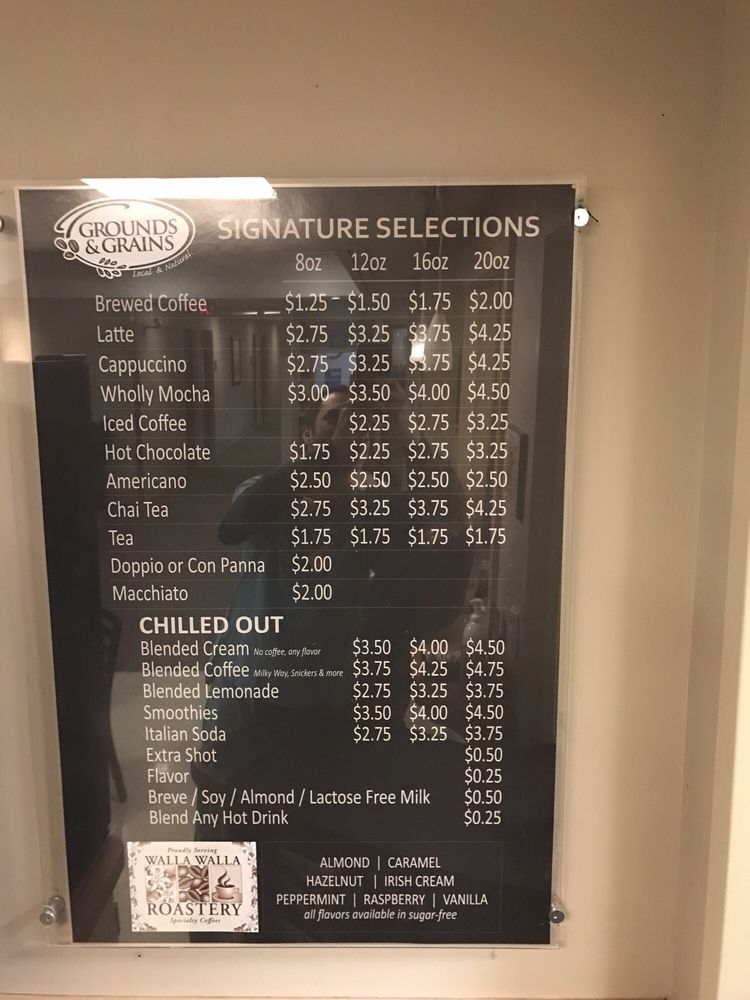 GROUNDS
& GRAINS
Local & Natural
SIGNATURE SELECTIONS
8oz 12oz 16oz 20oz
Brewed Coffee $1.25 $1.50 $1.75 $2.00
Latte $2.75 $3.25 $3.75 $4.25
Cappuccino $2.75 $3.25 $3.75 $4.25
Wholly Mocha $3.00 $3.50 $4.00 $4.50
Iced Coffee $2.25 $2.75 $3.25
Hot Chocolate $1.75 $2.25 $2.75 $3.25
Americano $2.50 $2.50 $2.50 $2.50
Chai Tea $2.75 $3.25 $3.75 $4.25
Tea $1.75 $1.75 $1.75 $1.75
Doppio or Con Panna $2.00
Macchiato $2.00
CHILLED OUT
Blended Cream No coffee, any flavor $3.50 $4.00 $4.50
Blended Coffee Milky Way, Snickers & more $3.75 $4.25 $4.75
Blended Lemonade $2.75 $3.25 $3.75
Smoothies $3.50 $4.00 $4.50
Italian Soda $2.75 $3.25 $3.75
Extra Shot $0.50
Flavor $0.25
Breve / Soy / Almond / Lactose Free Milk $0.50
Blend Any Hot Drink $0.25
Proudly Serving
WALLA WALLA
ROASTERY
Specialty Coffees
ALMOND | CARAMEL
HAZELNUT | IRISH CREAM
PEPPERMINT | RASPBERRY | VANILLA
all flavors available in sugar-free